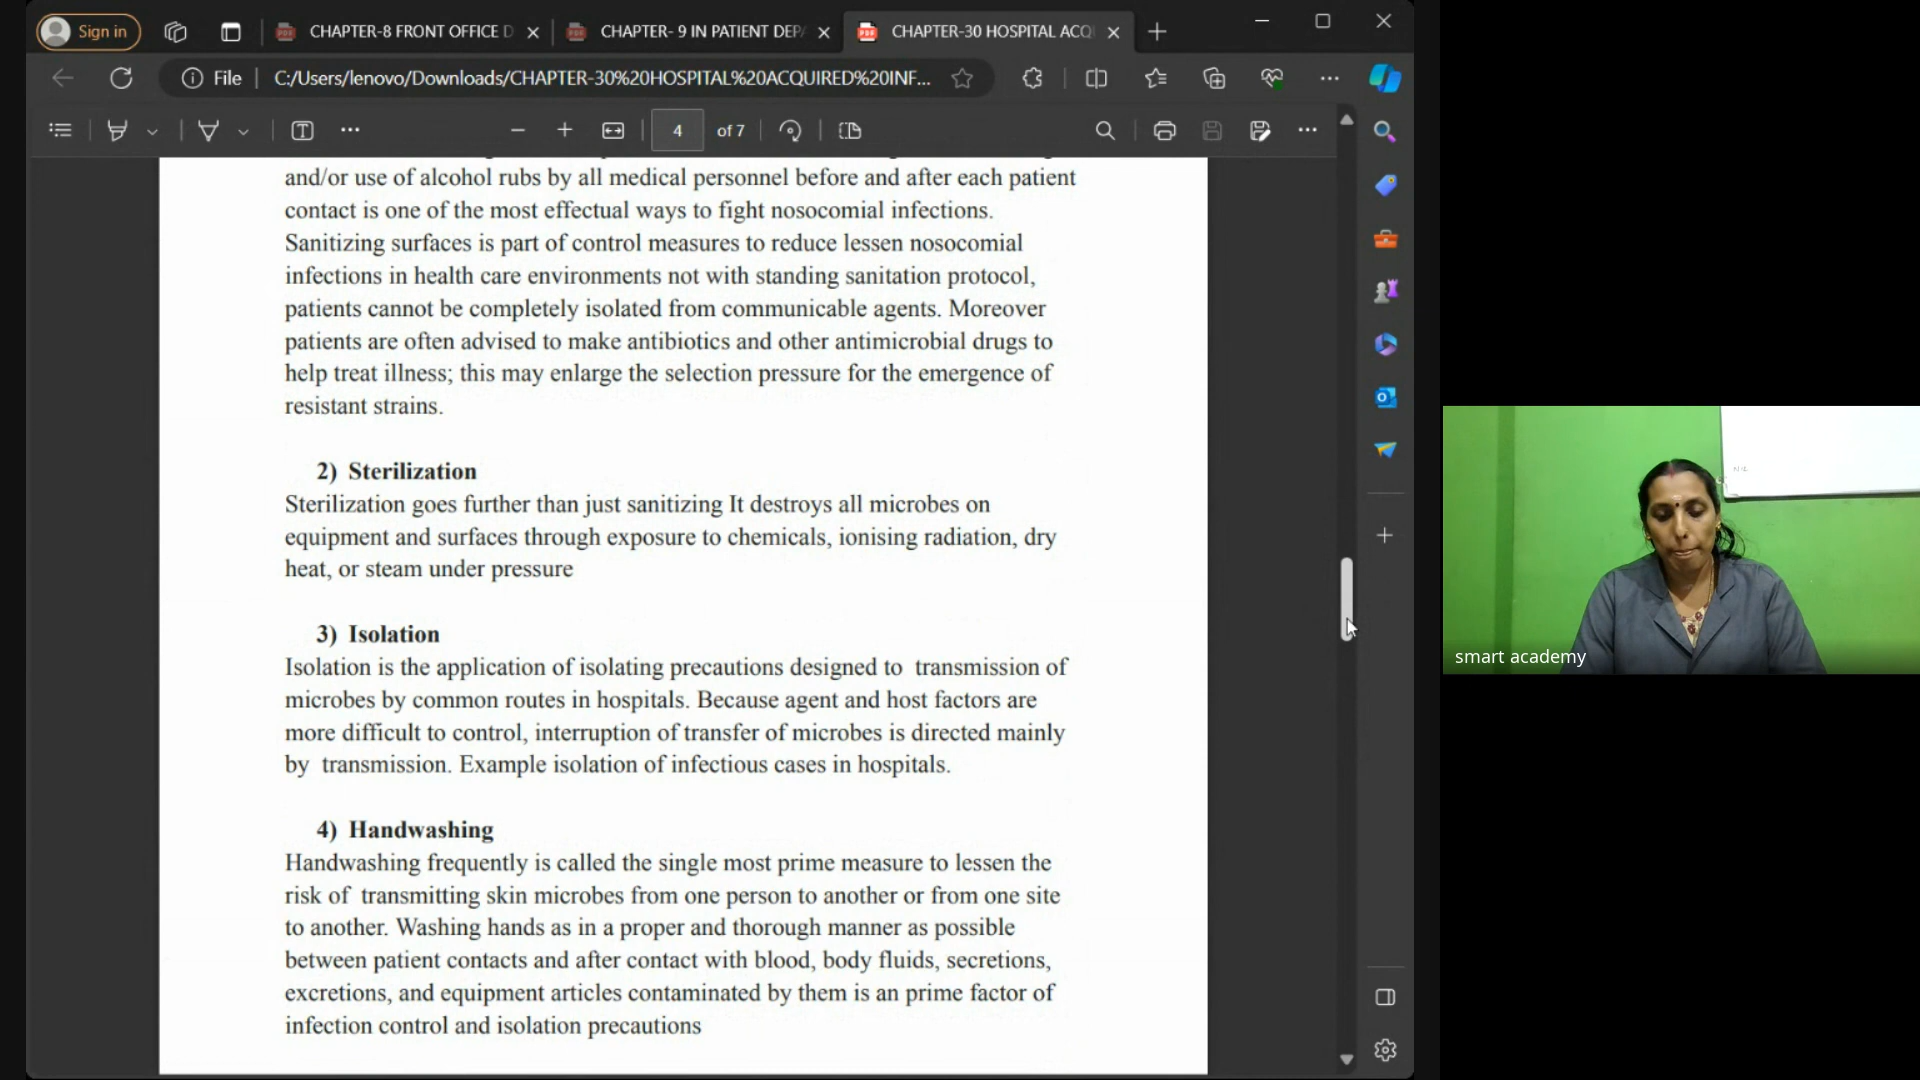 Sign in
CHAPTER-8 FRONT OFFICE D
CHAPTER- 9 IN PATIENT DEPA
CHAPTER-30 HOSPITAL ACQ
File
C:/Users/lenovo/Downloads/CHAPTER-30%20HOSPITAL%20ACQUIRED%20INF...
4
of 7
and/or use of alcohol rubs by all medical personnel before and after each patient
contact is one of the most effectual ways to fight nosocomial infections.
Sanitizing surfaces is part of control measures to reduce lessen nosocomial
infections in health care environments not with standing sanitation protocol,
patients cannot be completely isolated from communicable agents. Moreover
patients are often advised to make antibiotics and other antimicrobial drugs to
help treat illness; this may enlarge the selection pressure for the emergence of
resistant strains.
2) Sterilization
Sterilization goes further than just sanitizing It destroys all microbes on
equipment and surfaces through exposure to chemicals, ionising radiation, dry
heat, or steam under pressure
3) Isolation
Isolation is the application of isolating precautions designed to transmission of
microbes by common routes in hospitals. Because agent and host factors are
more difficult to control, interruption of transfer of microbes is directed mainly
by transmission. Example isolation of infectious cases in hospitals.
4) Handwashing
Handwashing frequently is called the single most prime measure to lessen the
risk of transmitting skin microbes from one person to another or from one site
to another. Washing hands as in a proper and thorough manner as possible
between patient contacts and after contact with blood, body fluids, secretions,
excretions, and equipment articles contaminated by them is an prime factor of
infection control and isolation precautions
smart academy